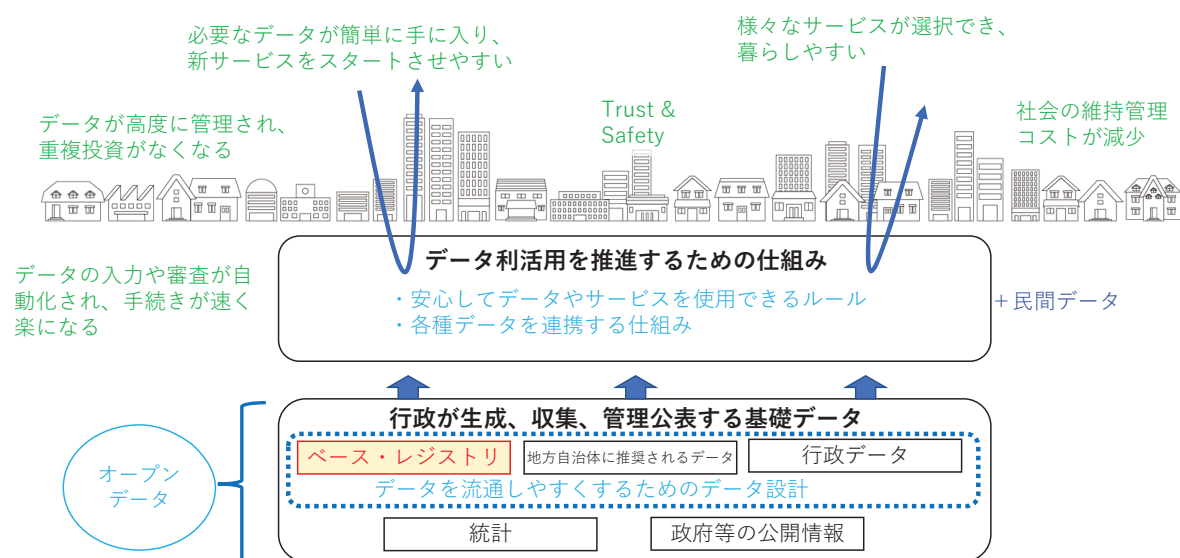 必要なデータが簡単に手に入り、
新サービスをスタートさせやすい
様々なサービスが選択でき、
暮らしやすい
データが高度に管理され、
重複投資がなくなる
Trust &
Safety
社会の維持管理
コストが減少
データの入力や審査が自
動化され、手続きが速く
楽になる
データ利活用を推進するための仕組み
・安心してデータやサービスを使用できるルール
・各種データを連携する仕組み
+民間データ
行政が生成、収集、管理公表する基礎データ
オープン
データ
ベース・レジストリ
地方自治体に推奨されるデータ
行政データ
データを流通しやすくするためのデータ設計
統計
政府等の公開情報